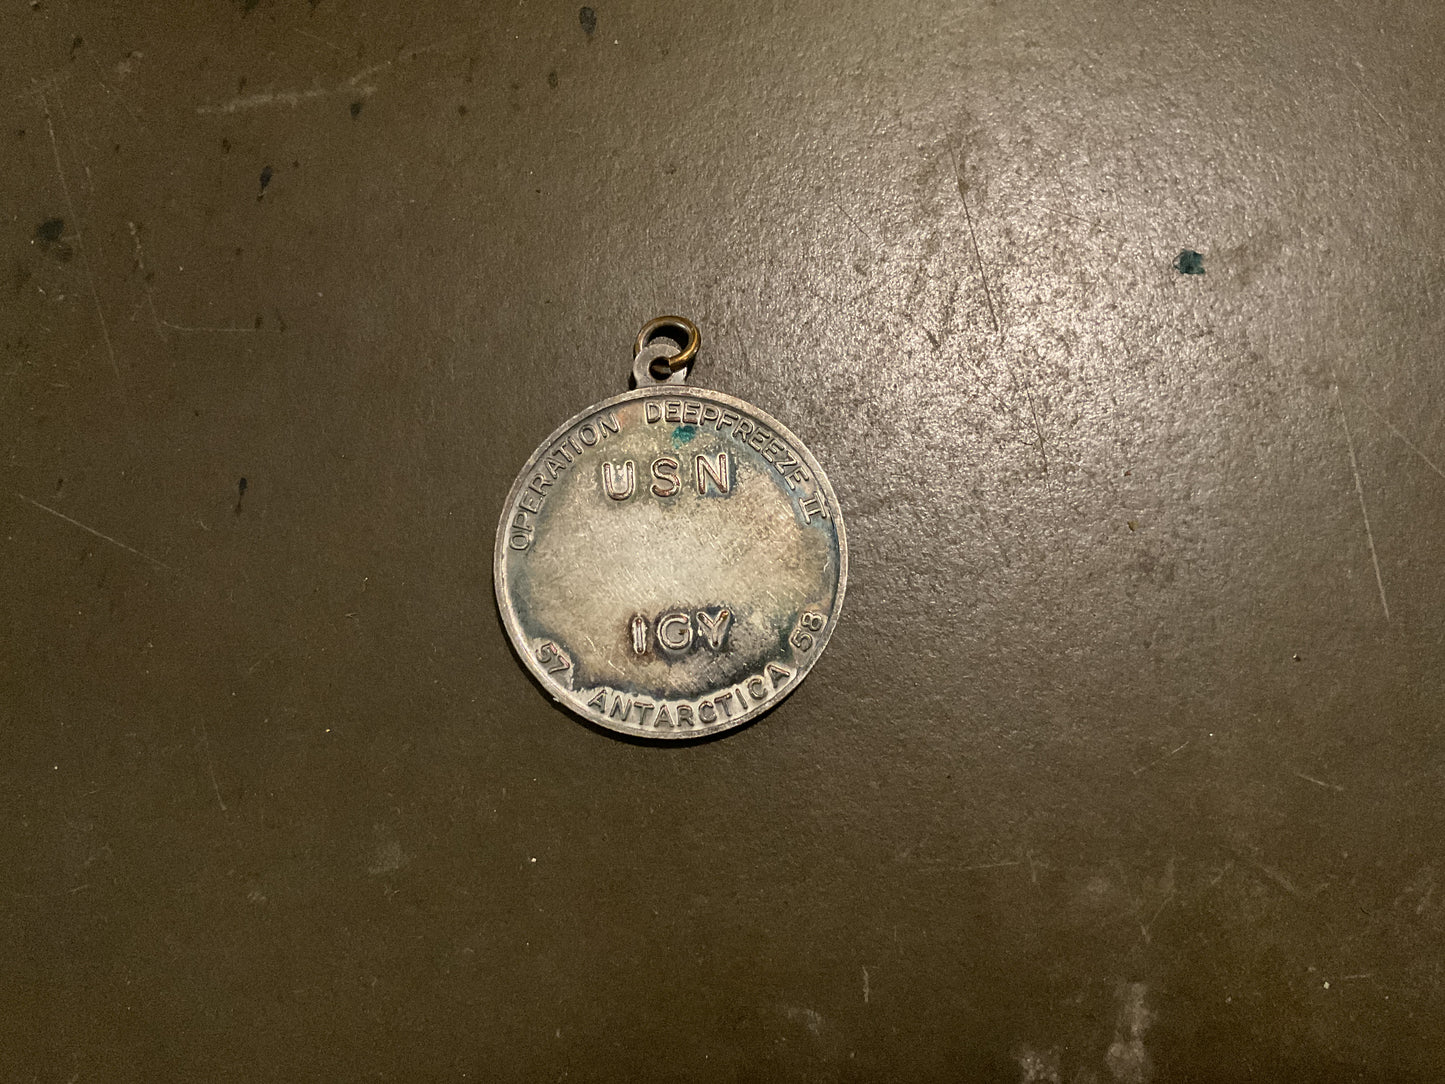 OPERATION DEEPFREEZE II
USN
IGY
57 ANTARCTICA 58